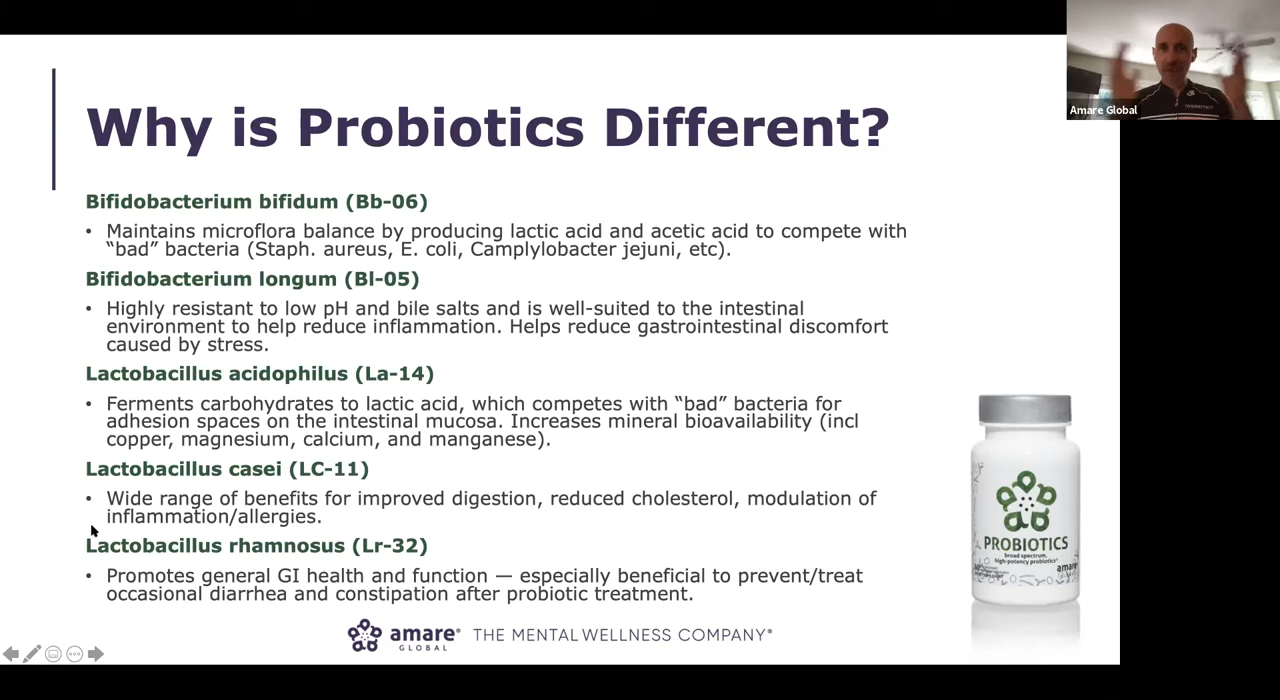 Why is Probiotics Different?
Amare Global
Bifidobacterium bifidum (Bb-06)
• Maintains microflora balance by producing lactic acid and acetic acid to compete with
“bad” bacteria (Staph. aureus, E. coli, Camplylobacter jejuni, etc).
Bifidobacterium longum (Bl-05)
• Highly resistant to low pH and bile salts and is well-suited to the intestinal
environment to help reduce inflammation. Helps reduce gastrointestinal discomfort
caused by stress.
Lactobacillus acidophilus (La-14)
• Ferments carbohydrates to lactic acid, which competes with “bad” bacteria for
adhesion spaces on the intestinal mucosa. Increases mineral bioavailability (incl
copper, magnesium, calcium, and manganese).
Lactobacillus casei (LC-11)
• Wide range of benefits for improved digestion, reduced cholesterol, modulation of
inflammation/allergies.
Lactobacillus rhamnosus (Lr-32)
• Promotes general GI health and function — especially beneficial to prevent/treat
occasional diarrhea and constipation after probiotic treatment.
PROBIOTICS
broad spectrum,
high-potency probiotics*
amare
amare® THE MENTAL WELLNESS COMPANY®
GLOBAL